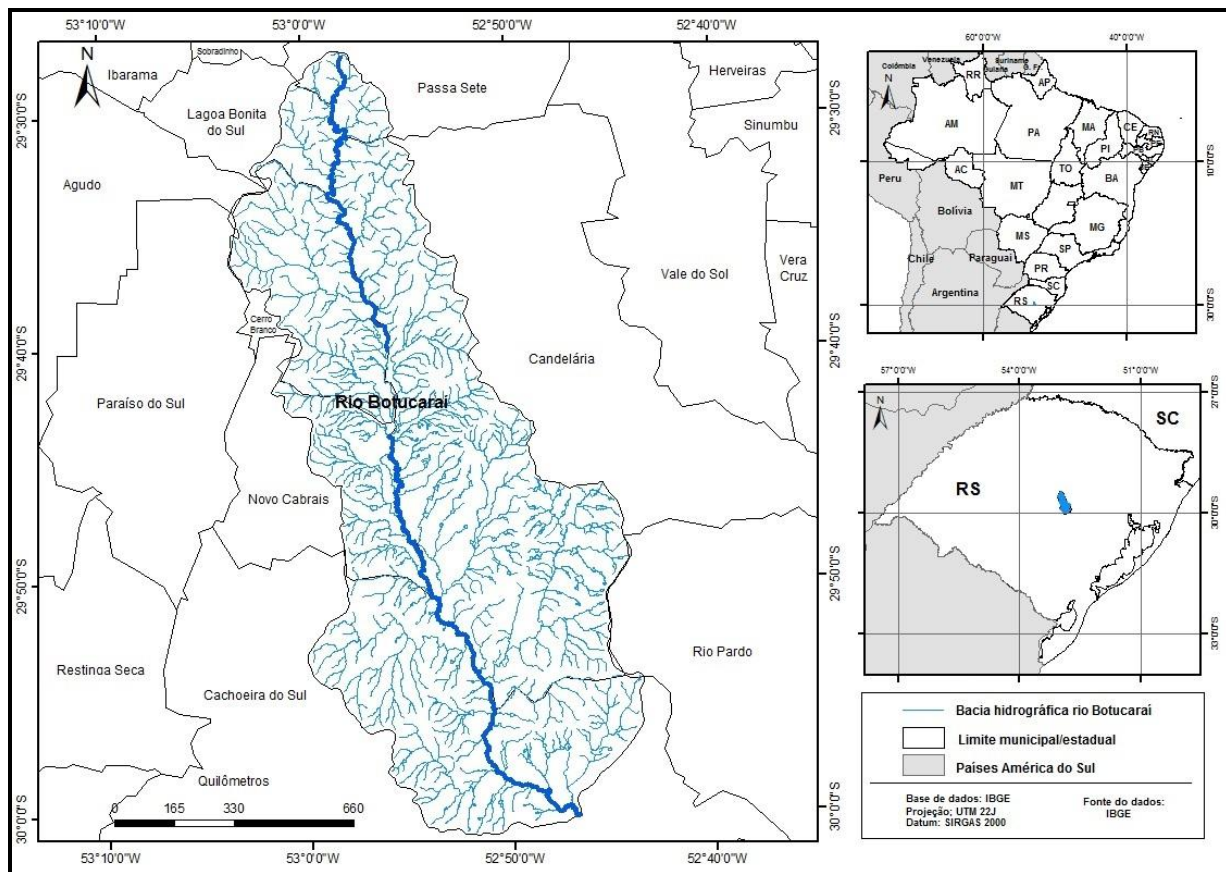 53°10'0"W
53°0'0"W
52°50'0"W
52°40'0"W
N
Sobradinho
Ibarama
Passa Sete
Herveiras
Lagoa Bonita
do Sul
Sinumbu
29°30'0"S
29°30'0"S
Agudo
Vale do Sol
Vera
Cruz
Cerro
Branco
Candelária
29°40'0"S
29°40'0"S
Paraíso do Sul
Rio Botucaraí
Novo Cabrais
29°50'0"S
29°50'0"S
Restinga Seca
Rio Pardo
Cachoeira do Sul
Quilômetros
0 165 330 660
30°0'0"S
30°0'0"S
53°10'0"W
53°0'0"W
52°50'0"W
52°40'0"W
60°0'0"W
40°0'0"W
Colômbia
Venezuela
Suriname
Guiana
G. Fr.
N
RR
AP
AM
PA
MA
CE
RN
PI
PB
AC
TO
BA
10°0'0"S
Peru
MT
Bolívia
MG
MS
SP
Chile
Paraguai
PR
SC
Argentina
RS
30°0'0"S
57°0'0"W
54°0'0"W
51°0'0"W
27°0'0"S
N
SC
RS
30°0'0"S
33°0'0"S
Bacia hidrográfica rio Botucaraí
Limite municipal/estadual
Países América do Sul
Base de dados: IBGE
Projeção; UTM 22J
Datum: SIRGAS 2000
Fonte do dados:
IBGE